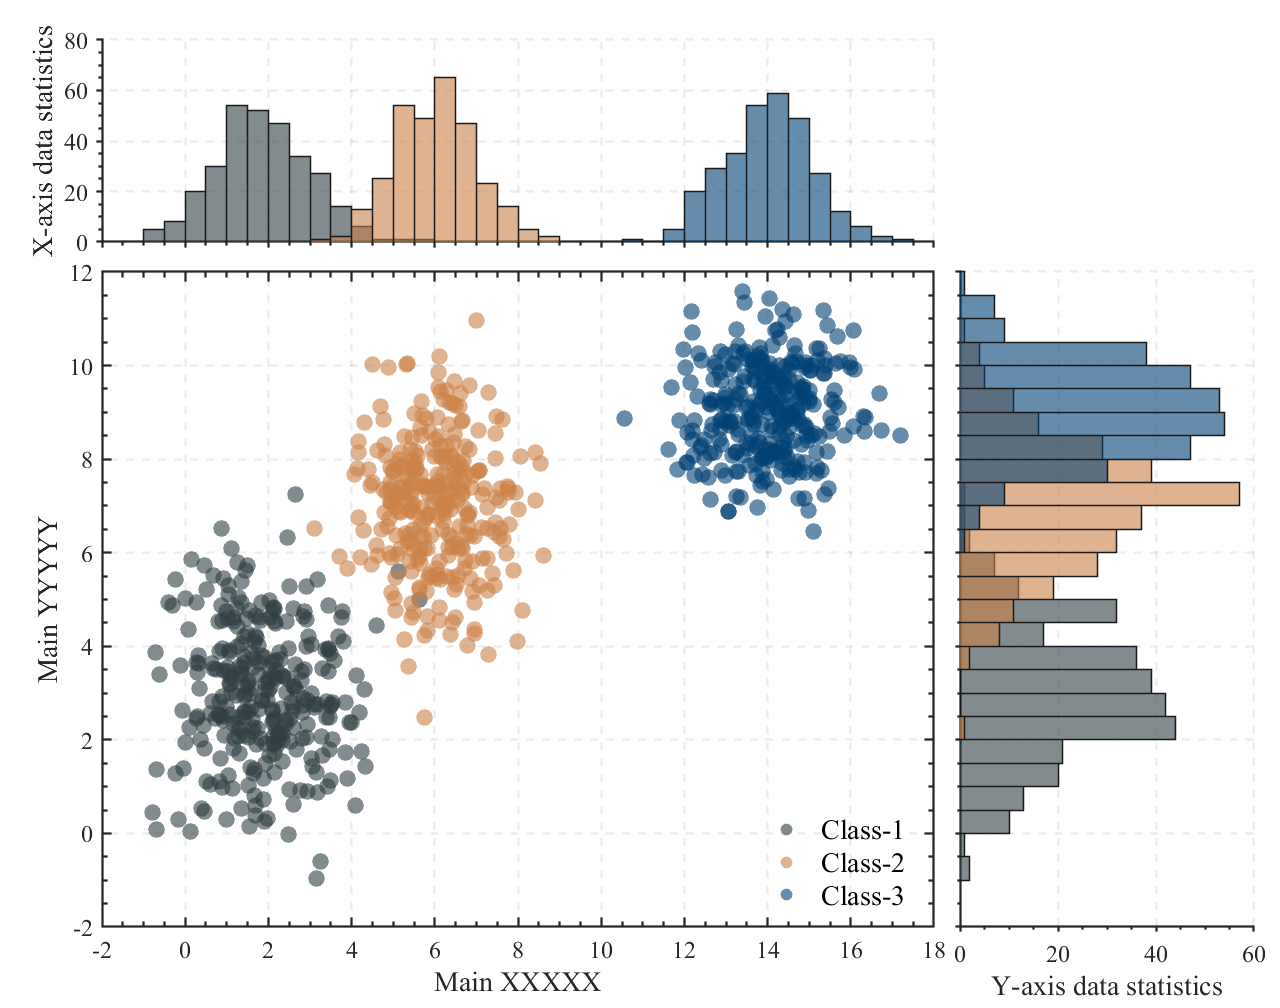 X-axis data statistics
80
60
40
20
0
Main YYYYY
12
10
8
6
4
2
0
-2
Class-1
Class-2
Class-3
-2 0 2 4 6 8 10 12 14 16 18
Main XXXXX
0 20 40 60
Y-axis data statistics